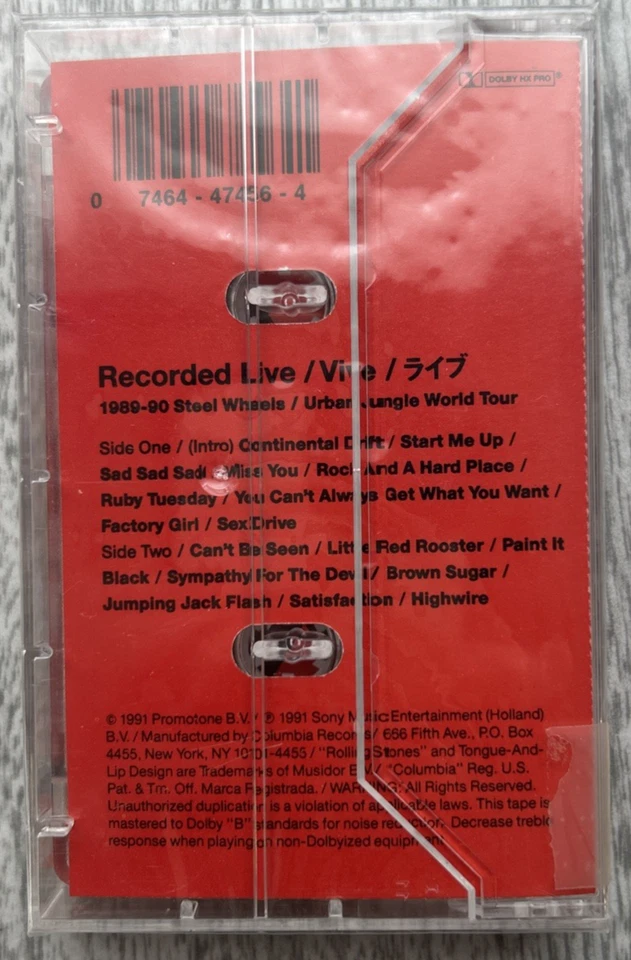 DOLBY HX PRO®
0 7464 - 47456 - 4
Recorded Live / Vive / ライブ
1989-90 Steel Wheels / Urban Jungle World Tour
Side One / (Intro) Continental Drift / Start Me Up /
Sad Sad Sad / Miss You / Rock And A Hard Place /
Ruby Tuesday / You Can't Always Get What You Want /
Factory Girl / Sex Drive
Side Two / Can't Be Seen / Little Red Rooster / Paint It
Black / Sympathy For The Devil / Brown Sugar /
Jumping Jack Flash / Satisfaction / Highwire
© 1991 Promotone B.V. / ℗ 1991 Sony Music Entertainment (Holland)
B.V. / Manufactured by Columbia Records / 666 Fifth Ave., P.O. Box
4455, New York, NY 10101-4455 / "Rolling Stones" and Tongue-And-
Lip Design are Trademarks of Musidor B.V. / "Columbia" Reg. U.S.
Pat. & Tm. Off. Marca Registrada. / WARNING: All Rights Reserved.
Unauthorized duplication is a violation of applicable laws. This tape is
mastered to Dolby "B" standards for noise reduction. Decrease treble
response when playing on non-Dolbyized equipment